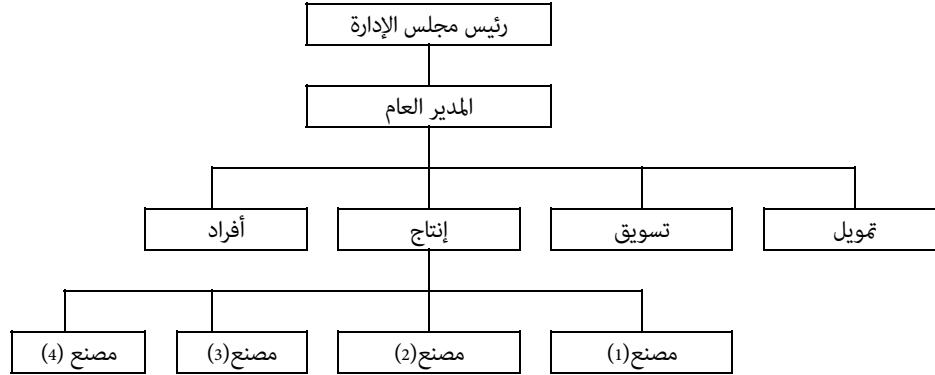 رئيس مجلس الإدارة
المدير العام
تمويل
تسويق
إنتاج
أفراد
مصنع(1)
مصنع(2)
مصنع(3)
مصنع (4)